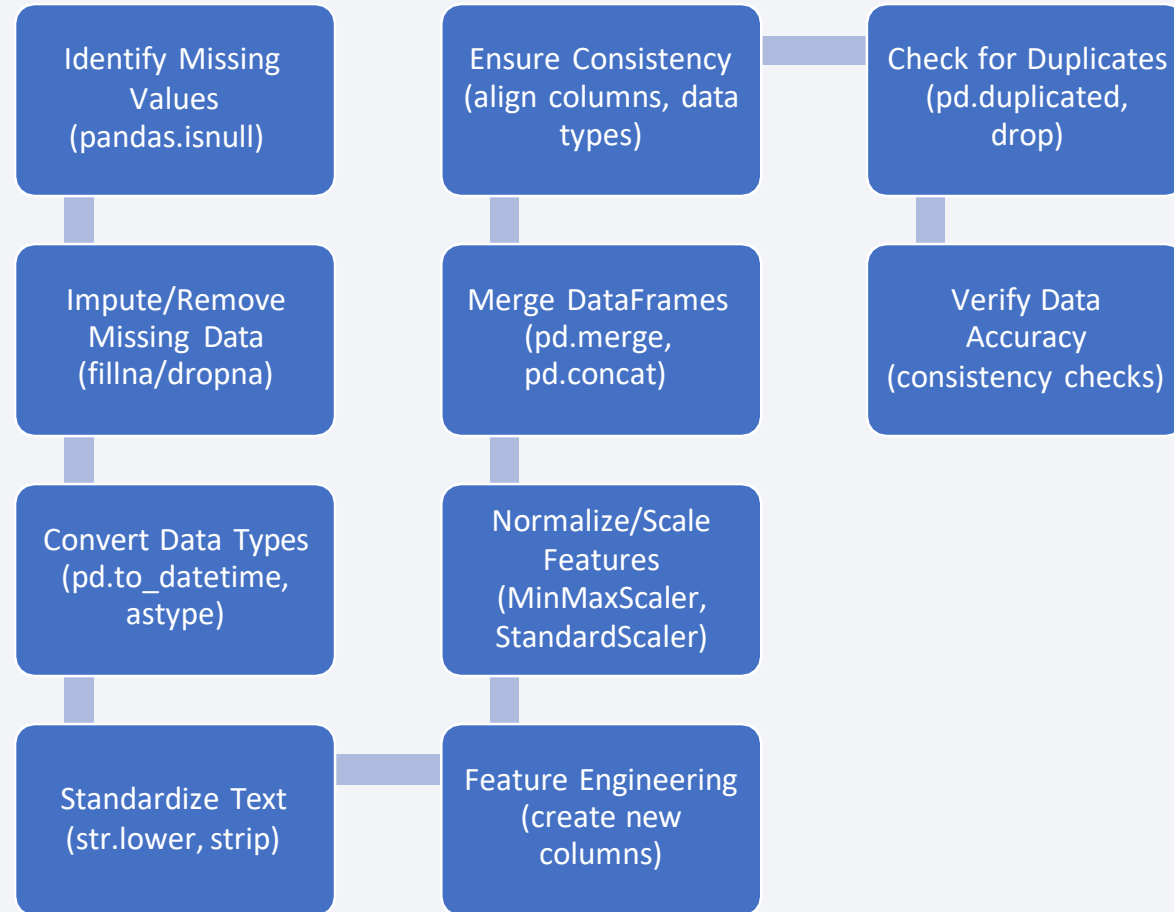 Identify Missing
Values
(pandas.isnull)
Impute/Remove
Missing Data
(fillna/dropna)
Convert Data Types
(pd.to_datetime,
astype)
Standardize Text
(str.lower, strip)
Feature Engineering
(create new
columns)
Normalize/Scale
Features
(MinMaxScaler,
StandardScaler)
Merge DataFrames
(pd.merge,
pd.concat)
Ensure Consistency
(align columns, data
types)
Check for Duplicates
(pd.duplicated,
drop)
Verify Data
Accuracy
(consistency checks)